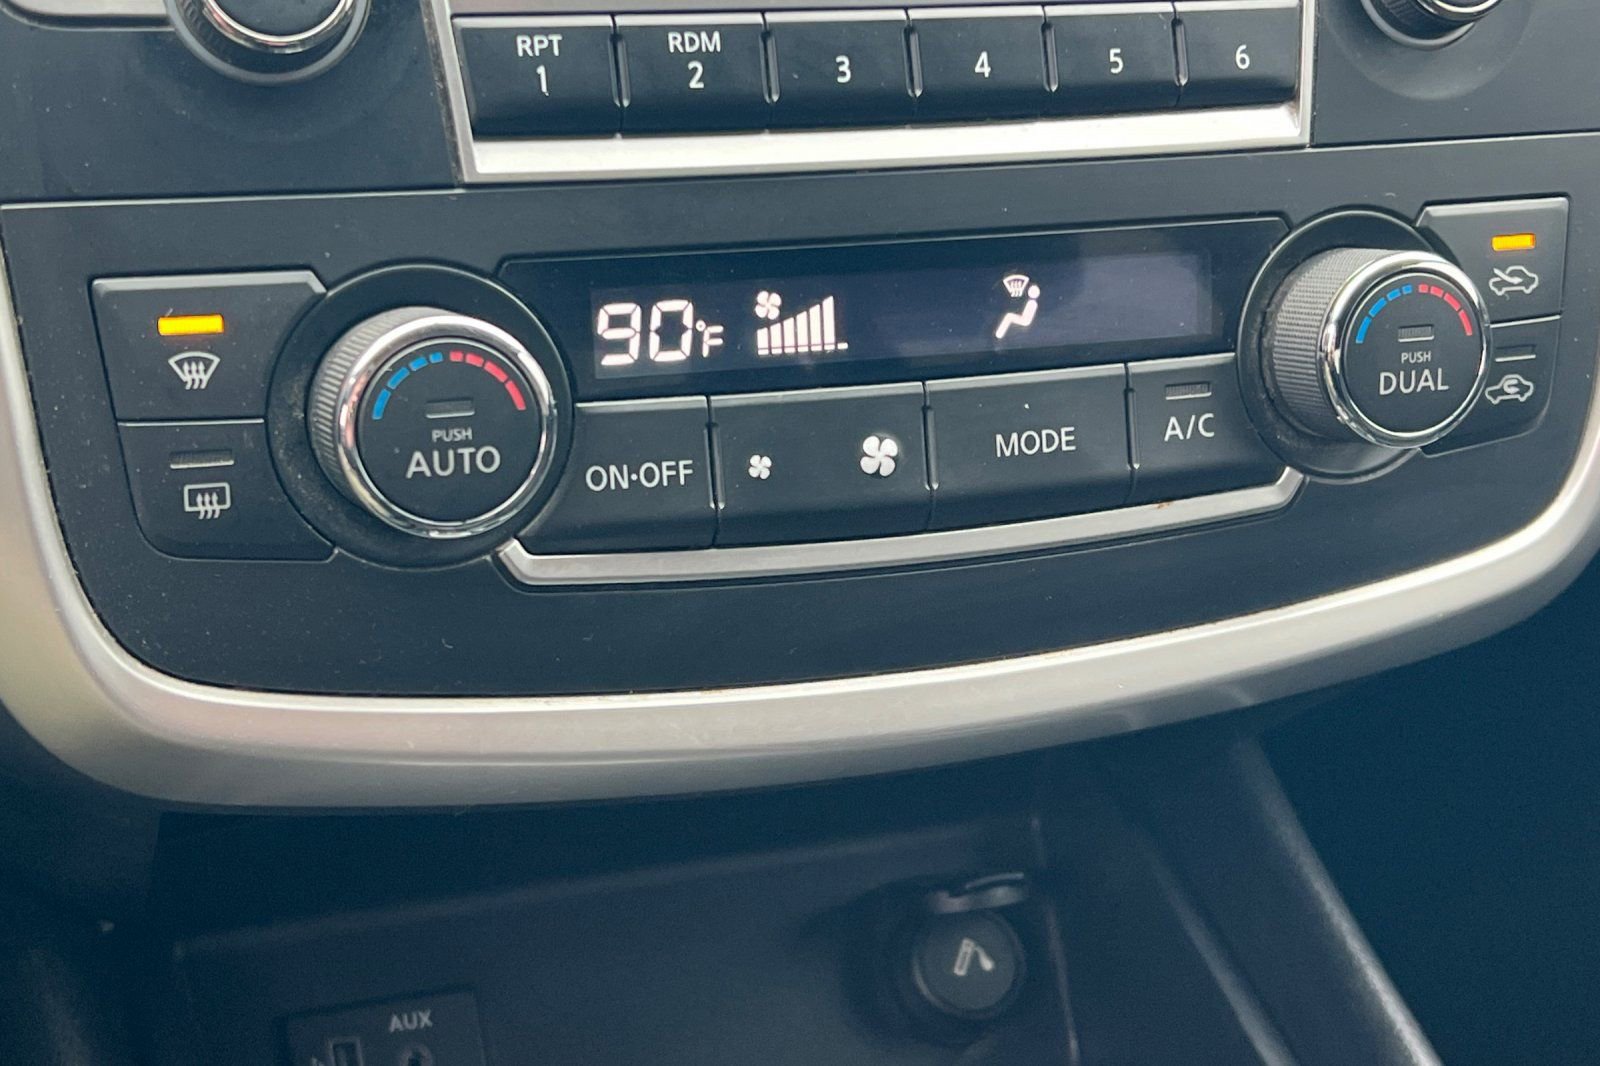 RPT
1
RDM
2
3
4
5
6
90°F
PUSH
AUTO
ON•OFF
MODE
A/C
PUSH
DUAL
AUX